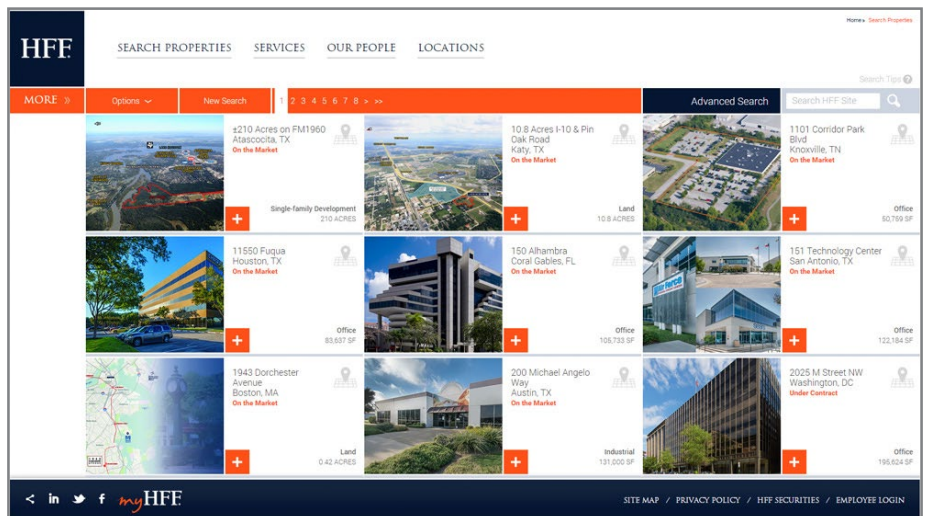 Home▸ Search Properties
HFF
SEARCH PROPERTIES SERVICES OUR PEOPLE LOCATIONS
Search Tips ?
MORE » Options New Search 1 2 3 4 5 6 7 8 > >> Advanced Search Search HFF Site
±210 Acres on FM1960
Atascocita, TX
On the Market
Single-family Development
210 ACRES
10.8 Acres I-10 & Pin
Oak Road
Katy, TX
On the Market
Land
10.8 ACRES
1101 Corridor Park
Blvd
Knoxville, TN
On the Market
Office
50,769 SF
11550 Fuqua
Houston, TX
On the Market
Office
83,637 SF
150 Alhambra
Coral Gables, FL
On the Market
Office
105,733 SF
151 Technology Center
San Antonio, TX
On the Market
Office
122,184 SF
1943 Dorchester
Avenue
Boston, MA
On the Market
Land
0.42 ACRES
200 Michael Angelo
Way
Austin, TX
On the Market
Industrial
131,000 SF
2025 M Street NW
Washington, DC
Under Contract
Office
195,624 SF
in f myHFF SITE MAP / PRIVACY POLICY / HFF SECURITIES / EMPLOYEE LOGIN